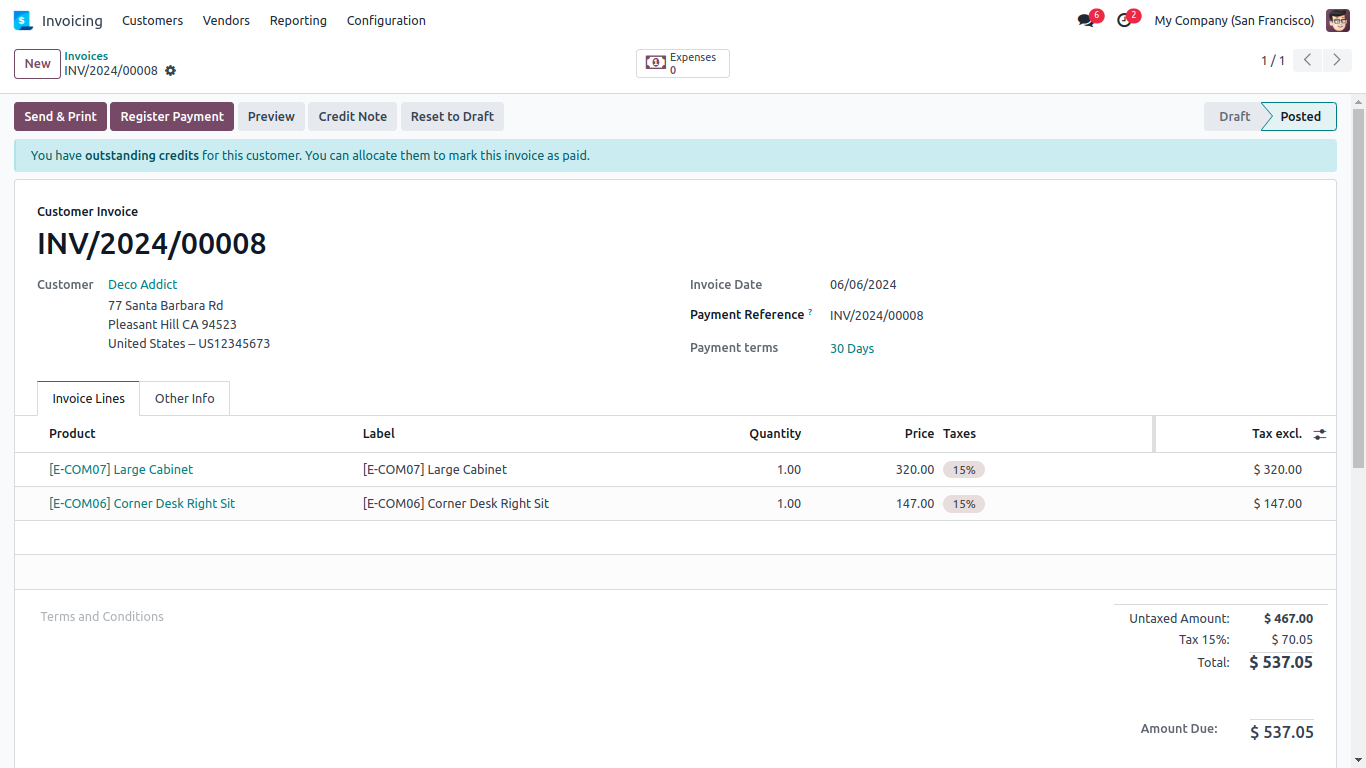 Invoicing Customers Vendors Reporting Configuration 6 2 My Company (San Francisco)
New Invoices Expenses
INV/2024/00008 0 1 / 1
Send & Print Register Payment Preview Credit Note Reset to Draft Draft Posted
You have outstanding credits for this customer. You can allocate them to mark this invoice as paid.
Customer Invoice
INV/2024/00008
Customer Deco Addict Invoice Date 06/06/2024
77 Santa Barbara Rd
Pleasant Hill CA 94523 Payment Reference ? INV/2024/00008
United States – US12345673 Payment terms 30 Days
Invoice Lines Other Info
Product Label Quantity Price Taxes Tax excl.
[E-COM07] Large Cabinet [E-COM07] Large Cabinet 1.00 320.00 15% $ 320.00
[E-COM06] Corner Desk Right Sit [E-COM06] Corner Desk Right Sit 1.00 147.00 15% $ 147.00
Terms and Conditions Untaxed Amount: $ 467.00
Tax 15%: $ 70.05
Total: $ 537.05
Amount Due: $ 537.05